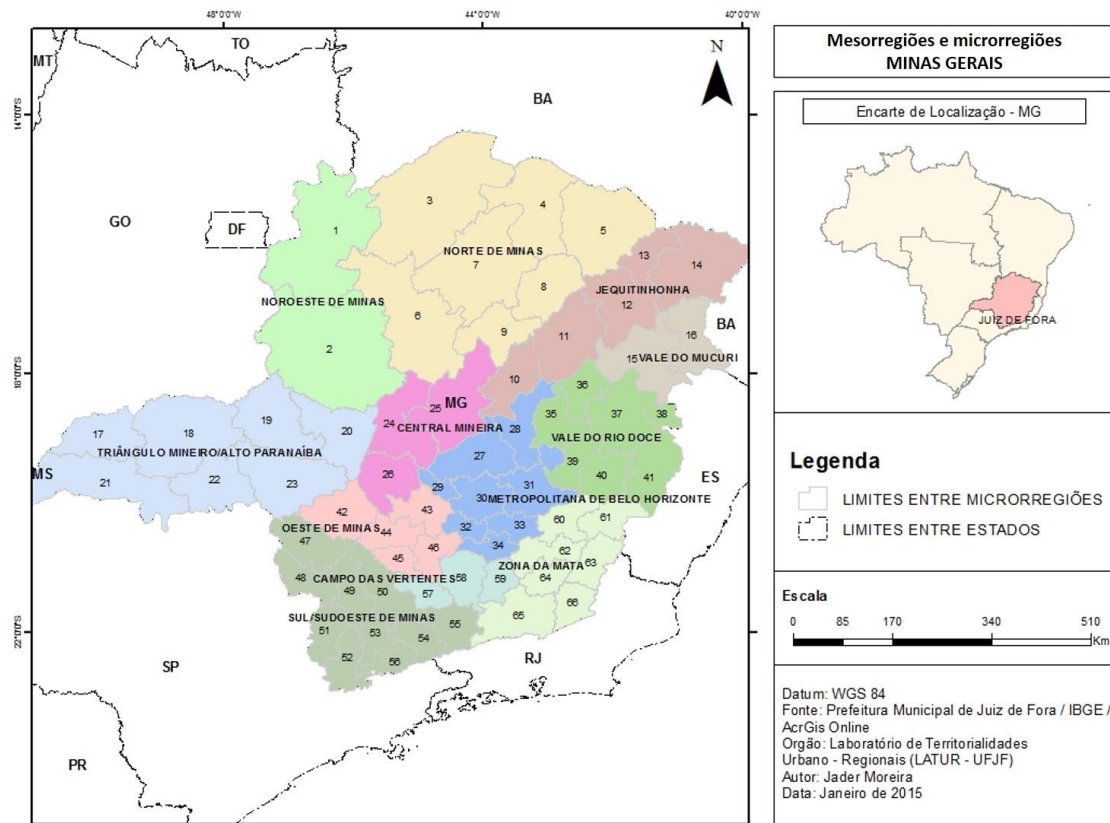 48°0'0"S
44°0'0"S
40°0'0"S
14°0'0"S
18°0'0"S
22°0'0"S
MT
TO
BA
N
GO
DF
1
2
NOROESTE DE MINAS
3
4
5
NORTE DE MINAS
7
8
6
9
13
14
JEQUITINHONHA
12
11
10
BA
16
15
VALE DO MUCURI
17
18
19
20
TRIÂNGULO MINEIRO/ALTO PARANAÍBA
MS
21
22
23
MG
25
24
CENTRAL MINEIRA
26
28
27
29
31
30
METROPOLITANA DE BELO HORIZONTE
32
33
34
36
35
37
38
VALE DO RIO DOCE
39
40
41
ES
42
43
OESTE DE MINAS
44
45
46
47
48
49
50
CAMPO DAS VERTENTES
57
58
59
SUL/SUDOESTE DE MINAS
51
52
53
54
55
56
60
61
62
63
ZONA DA MATA
64
65
66
SP
RJ
PR
Mesorregiões e microrregiões
MINAS GERAIS
Encarte de Localização - MG
JUIZ DE FORA
Legenda
LIMITES ENTRE MICRORREGIÕES
LIMITES ENTRE ESTADOS
Escala
0 85 170 340 510
Km
Datum: WGS 84
Fonte: Prefeitura Municipal de Juiz de Fora / IBGE /
AcrGis Online
Orgão: Laboratório de Territorialidades
Urbano - Regionais (LATUR - UFJF)
Autor: Jader Moreira
Data: Janeiro de 2015